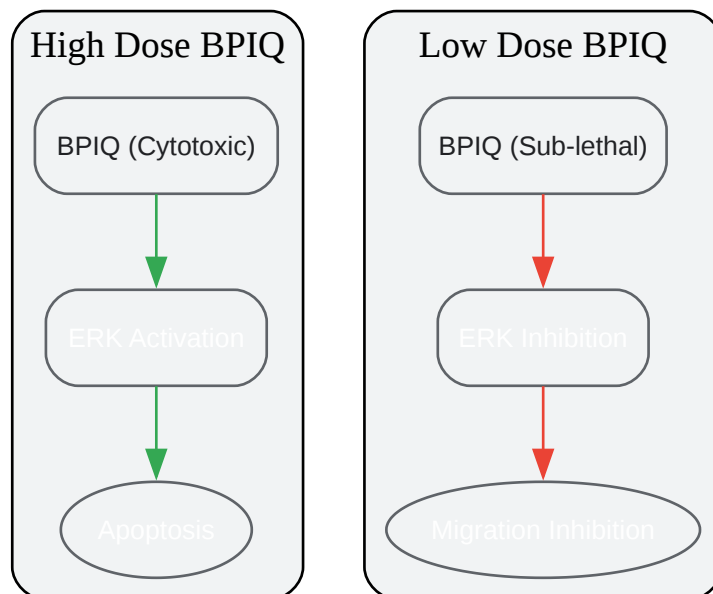 High Dose BPIQ
BPIQ (Cytotoxic)
ERK Activation
Apoptosis
Low Dose BPIQ
BPIQ (Sub-lethal)
ERK Inhibition
Migration Inhibition